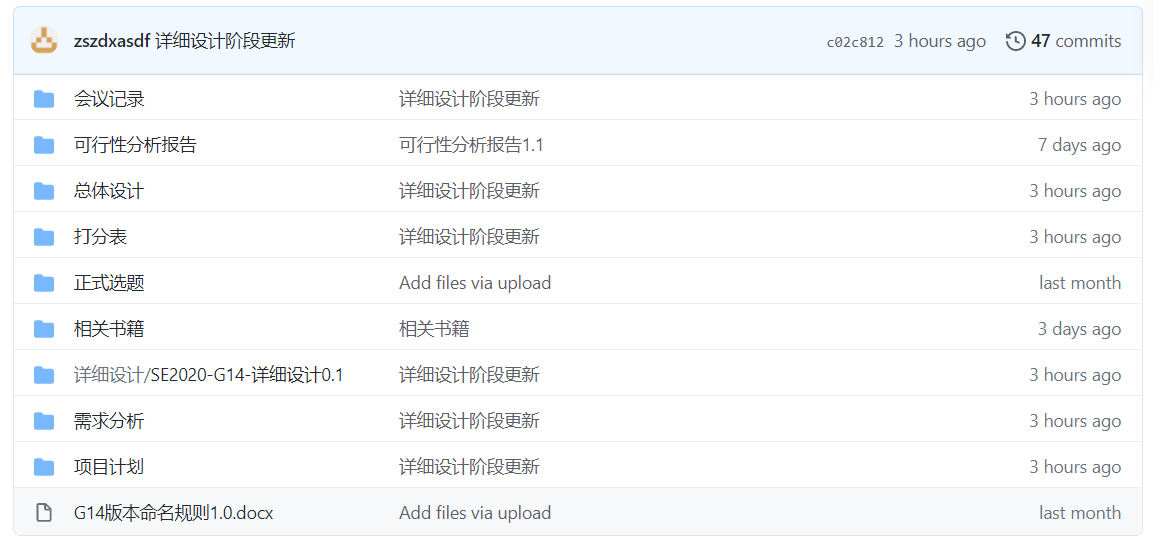 zszdxasdf 详细设计阶段更新 c02c812 3 hours ago 47 commits
会议记录 详细设计阶段更新 3 hours ago
可行性分析报告 可行性分析报告1.1 7 days ago
总体设计 详细设计阶段更新 3 hours ago
打分表 详细设计阶段更新 3 hours ago
正式选题 Add files via upload last month
相关书籍 相关书籍 3 days ago
详细设计/SE2020-G14-详细设计0.1 详细设计阶段更新 3 hours ago
需求分析 详细设计阶段更新 3 hours ago
项目计划 详细设计阶段更新 3 hours ago
G14版本命名规则1.0.docx Add files via upload last month